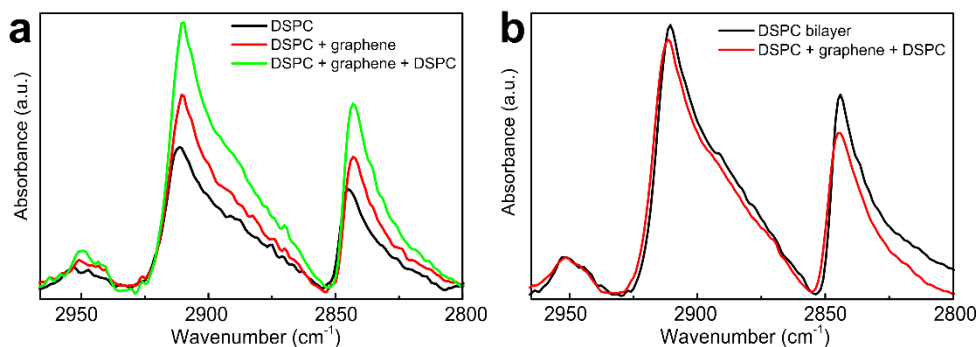 a
DSPC
DSPC + graphene
DSPC + graphene + DSPC
Absorbance (a.u.)
2950 2900 2850 2800
Wavenumber (cm⁻¹)
b
DSPC bilayer
DSPC + graphene + DSPC
Absorbance (a.u.)
2950 2900 2850 2800
Wavenumber (cm⁻¹)